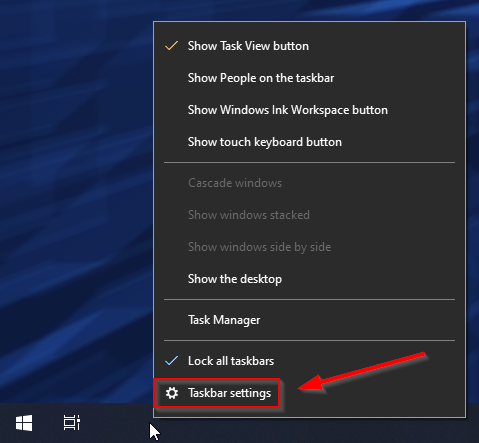 Show Task View button
Show People on the taskbar
Show Windows Ink Workspace button
Show touch keyboard button
Cascade windows
Show windows stacked
Show windows side by side
Show the desktop
Task Manager
Lock all taskbars
Taskbar settings